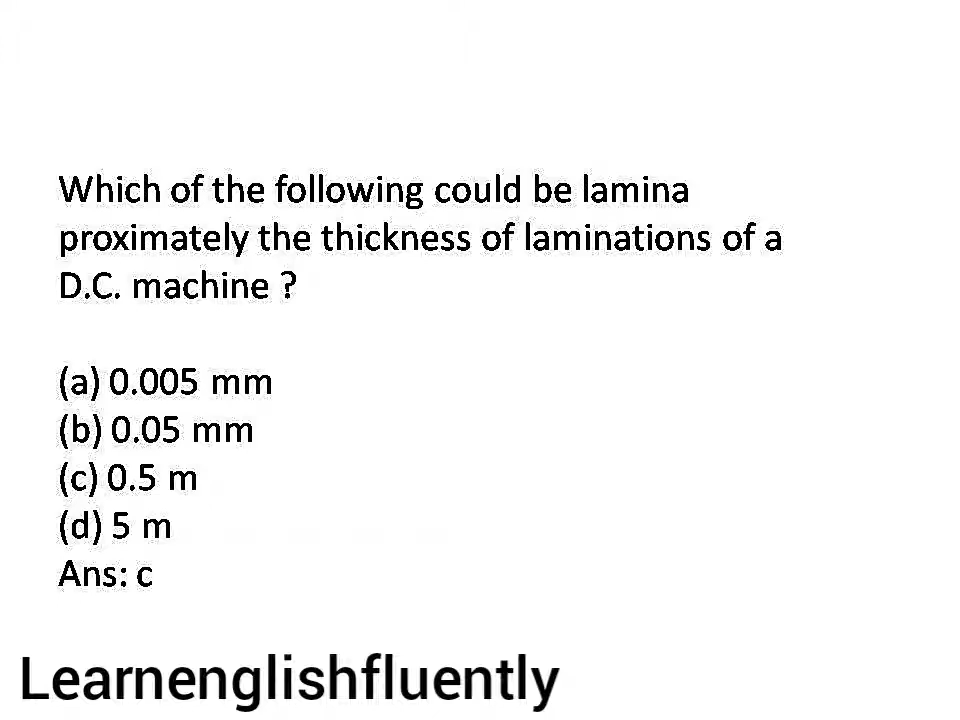 Which of the following could be lamina
proximately the thickness of laminations of a
D.C. machine ?
(a) 0.005 mm
(b) 0.05 mm
(c) 0.5 m
(d) 5 m
Ans: c
Learnenglishfluently